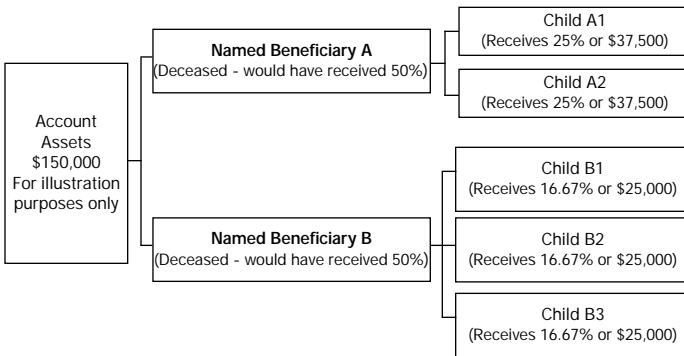 Account
Assets
$150,000
For illustration
purposes only
Named Beneficiary A
(Deceased - would have received 50%)
Child A1
(Receives 25% or $37,500)
Child A2
(Receives 25% or $37,500)
Named Beneficiary B
(Deceased - would have received 50%)
Child B1
(Receives 16.67% or $25,000)
Child B2
(Receives 16.67% or $25,000)
Child B3
(Receives 16.67% or $25,000)